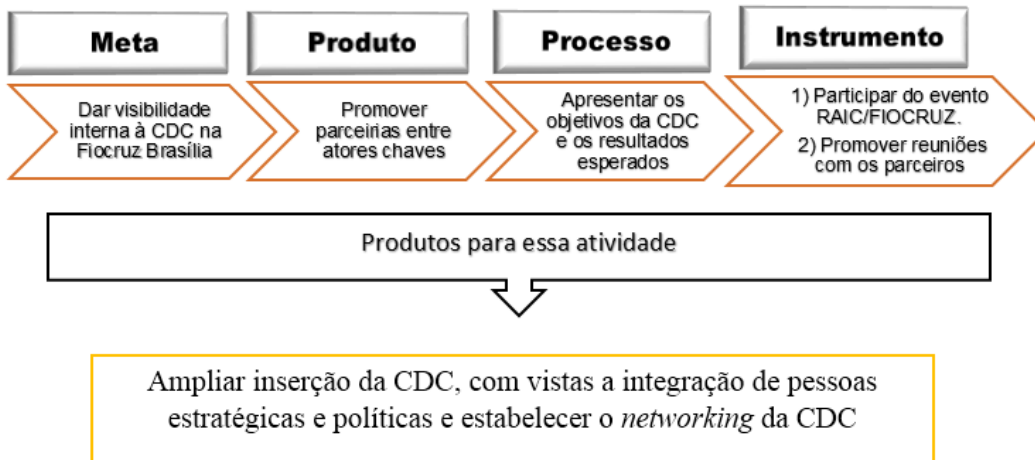 Meta
Produto
Processo
Instrumento
Dar visibilidade
interna à CDC na
Fiocruz Brasília
Promover
parceirias entre
atores chaves
Apresentar os
objetivos da CDC
e os resultados
esperados
1) Participar do evento
RAIC/FIOCRUZ.
2) Promover reuniões
com os parceiros
Produtos para essa atividade
Ampliar inserção da CDC, com vistas a integração de pessoas
estratégicas e políticas e estabelecer o networking da CDC